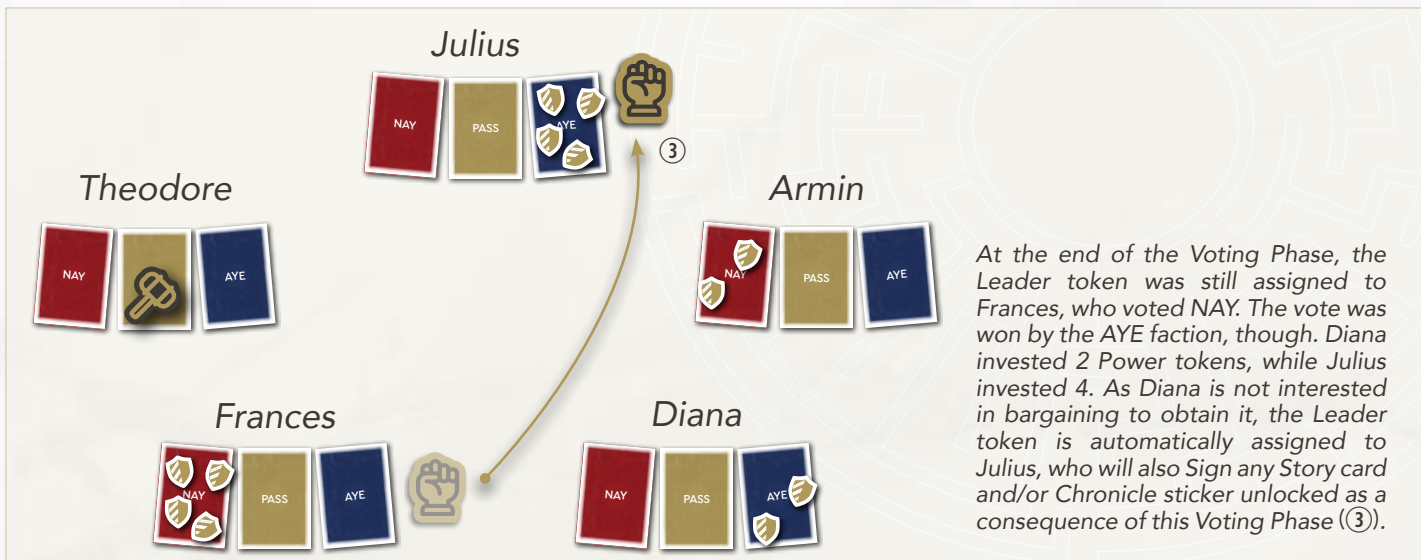 Julius
NAY
PASS
AYE
③
Theodore
NAY
AYE
Armin
NAY
PASS
AYE
Frances
NAY
PASS
AYE
Diana
NAY
PASS
AYE
At the end of the Voting Phase, the
Leader token was still assigned to
Frances, who voted NAY. The vote was
won by the AYE faction, though. Diana
invested 2 Power tokens, while Julius
invested 4. As Diana is not interested
in bargaining to obtain it, the Leader
token is automatically assigned to
Julius, who will also Sign any Story card
and/or Chronicle sticker unlocked as a
consequence of this Voting Phase (③).